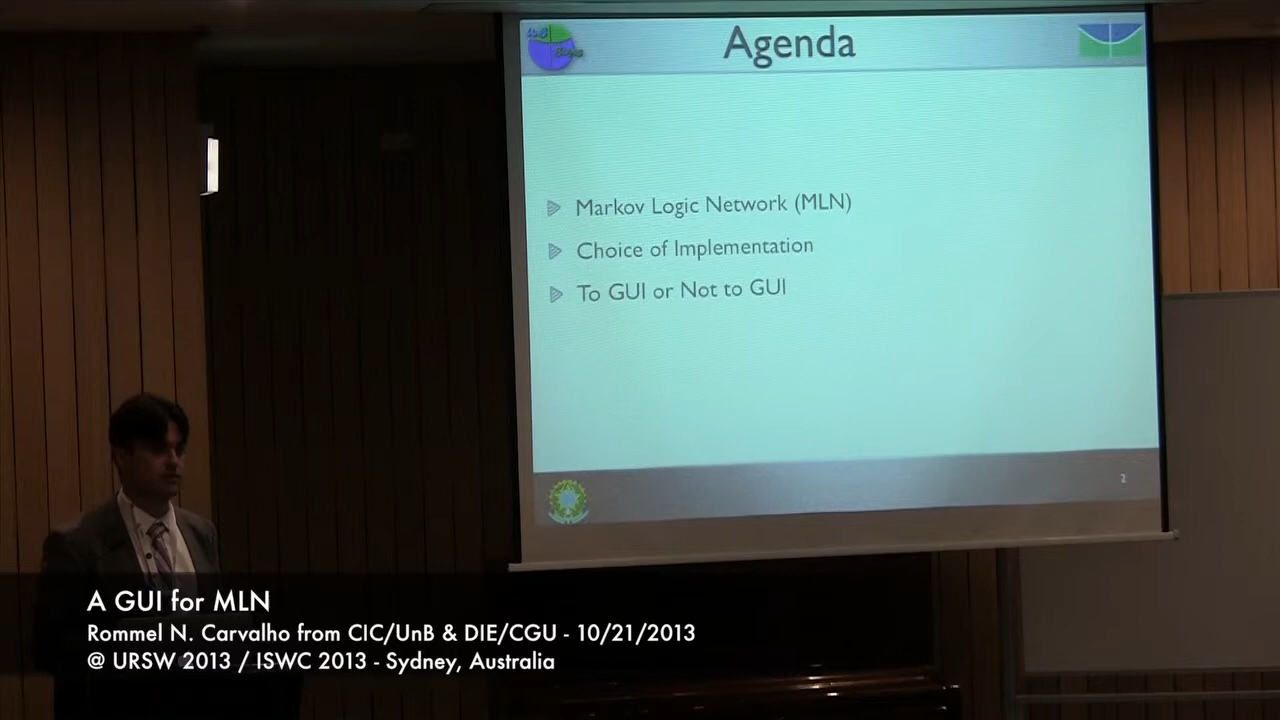 UnB
Agenda
Markov Logic Network (MLN)
Choice of Implementation
To GUI or Not to GUI
2
A GUI for MLN
Rommel N. Carvalho from CIC/UnB & DIE/CGU - 10/21/2013
@ URSW 2013 / ISWC 2013 - Sydney, Australia